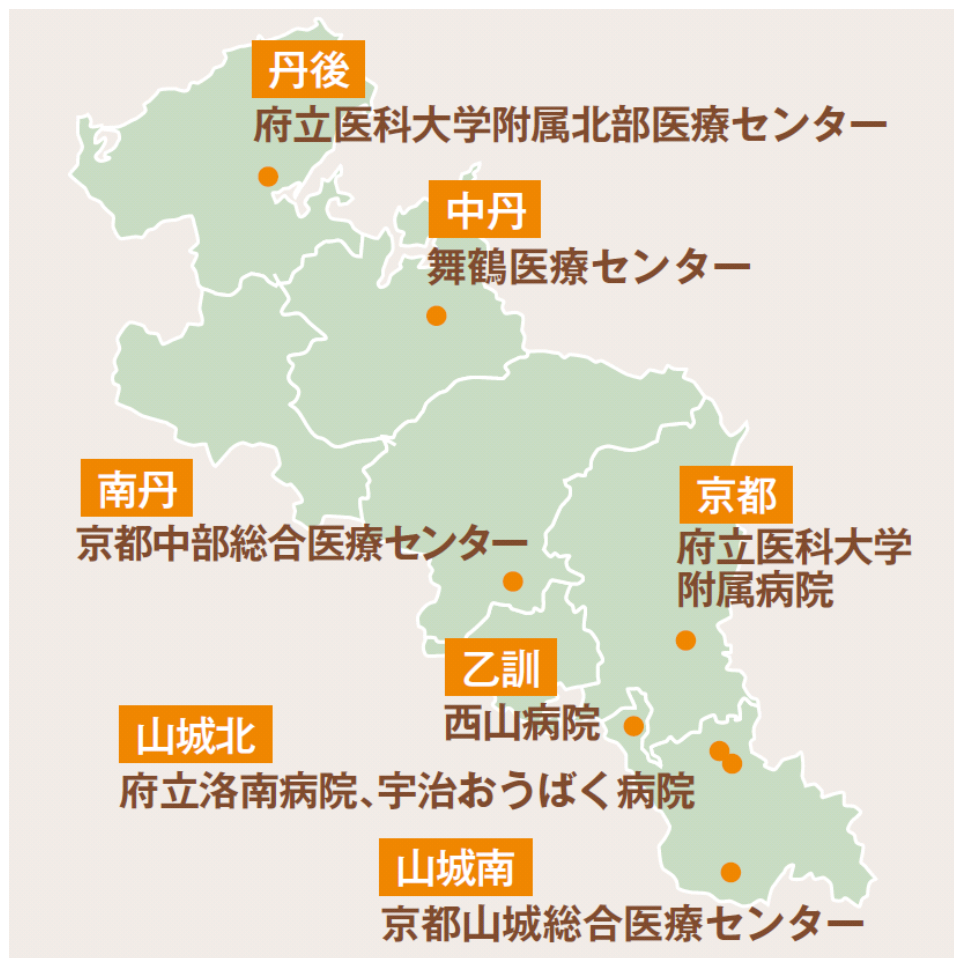 丹後
府立医科大学附属北部医療センター
中丹
舞鶴医療センター
南丹
京都中部総合医療センター
京都
府立医科大学
附属病院
乙訓
西山病院
山城北
府立洛南病院、宇治おうばく病院
山城南
京都山城総合医療センター